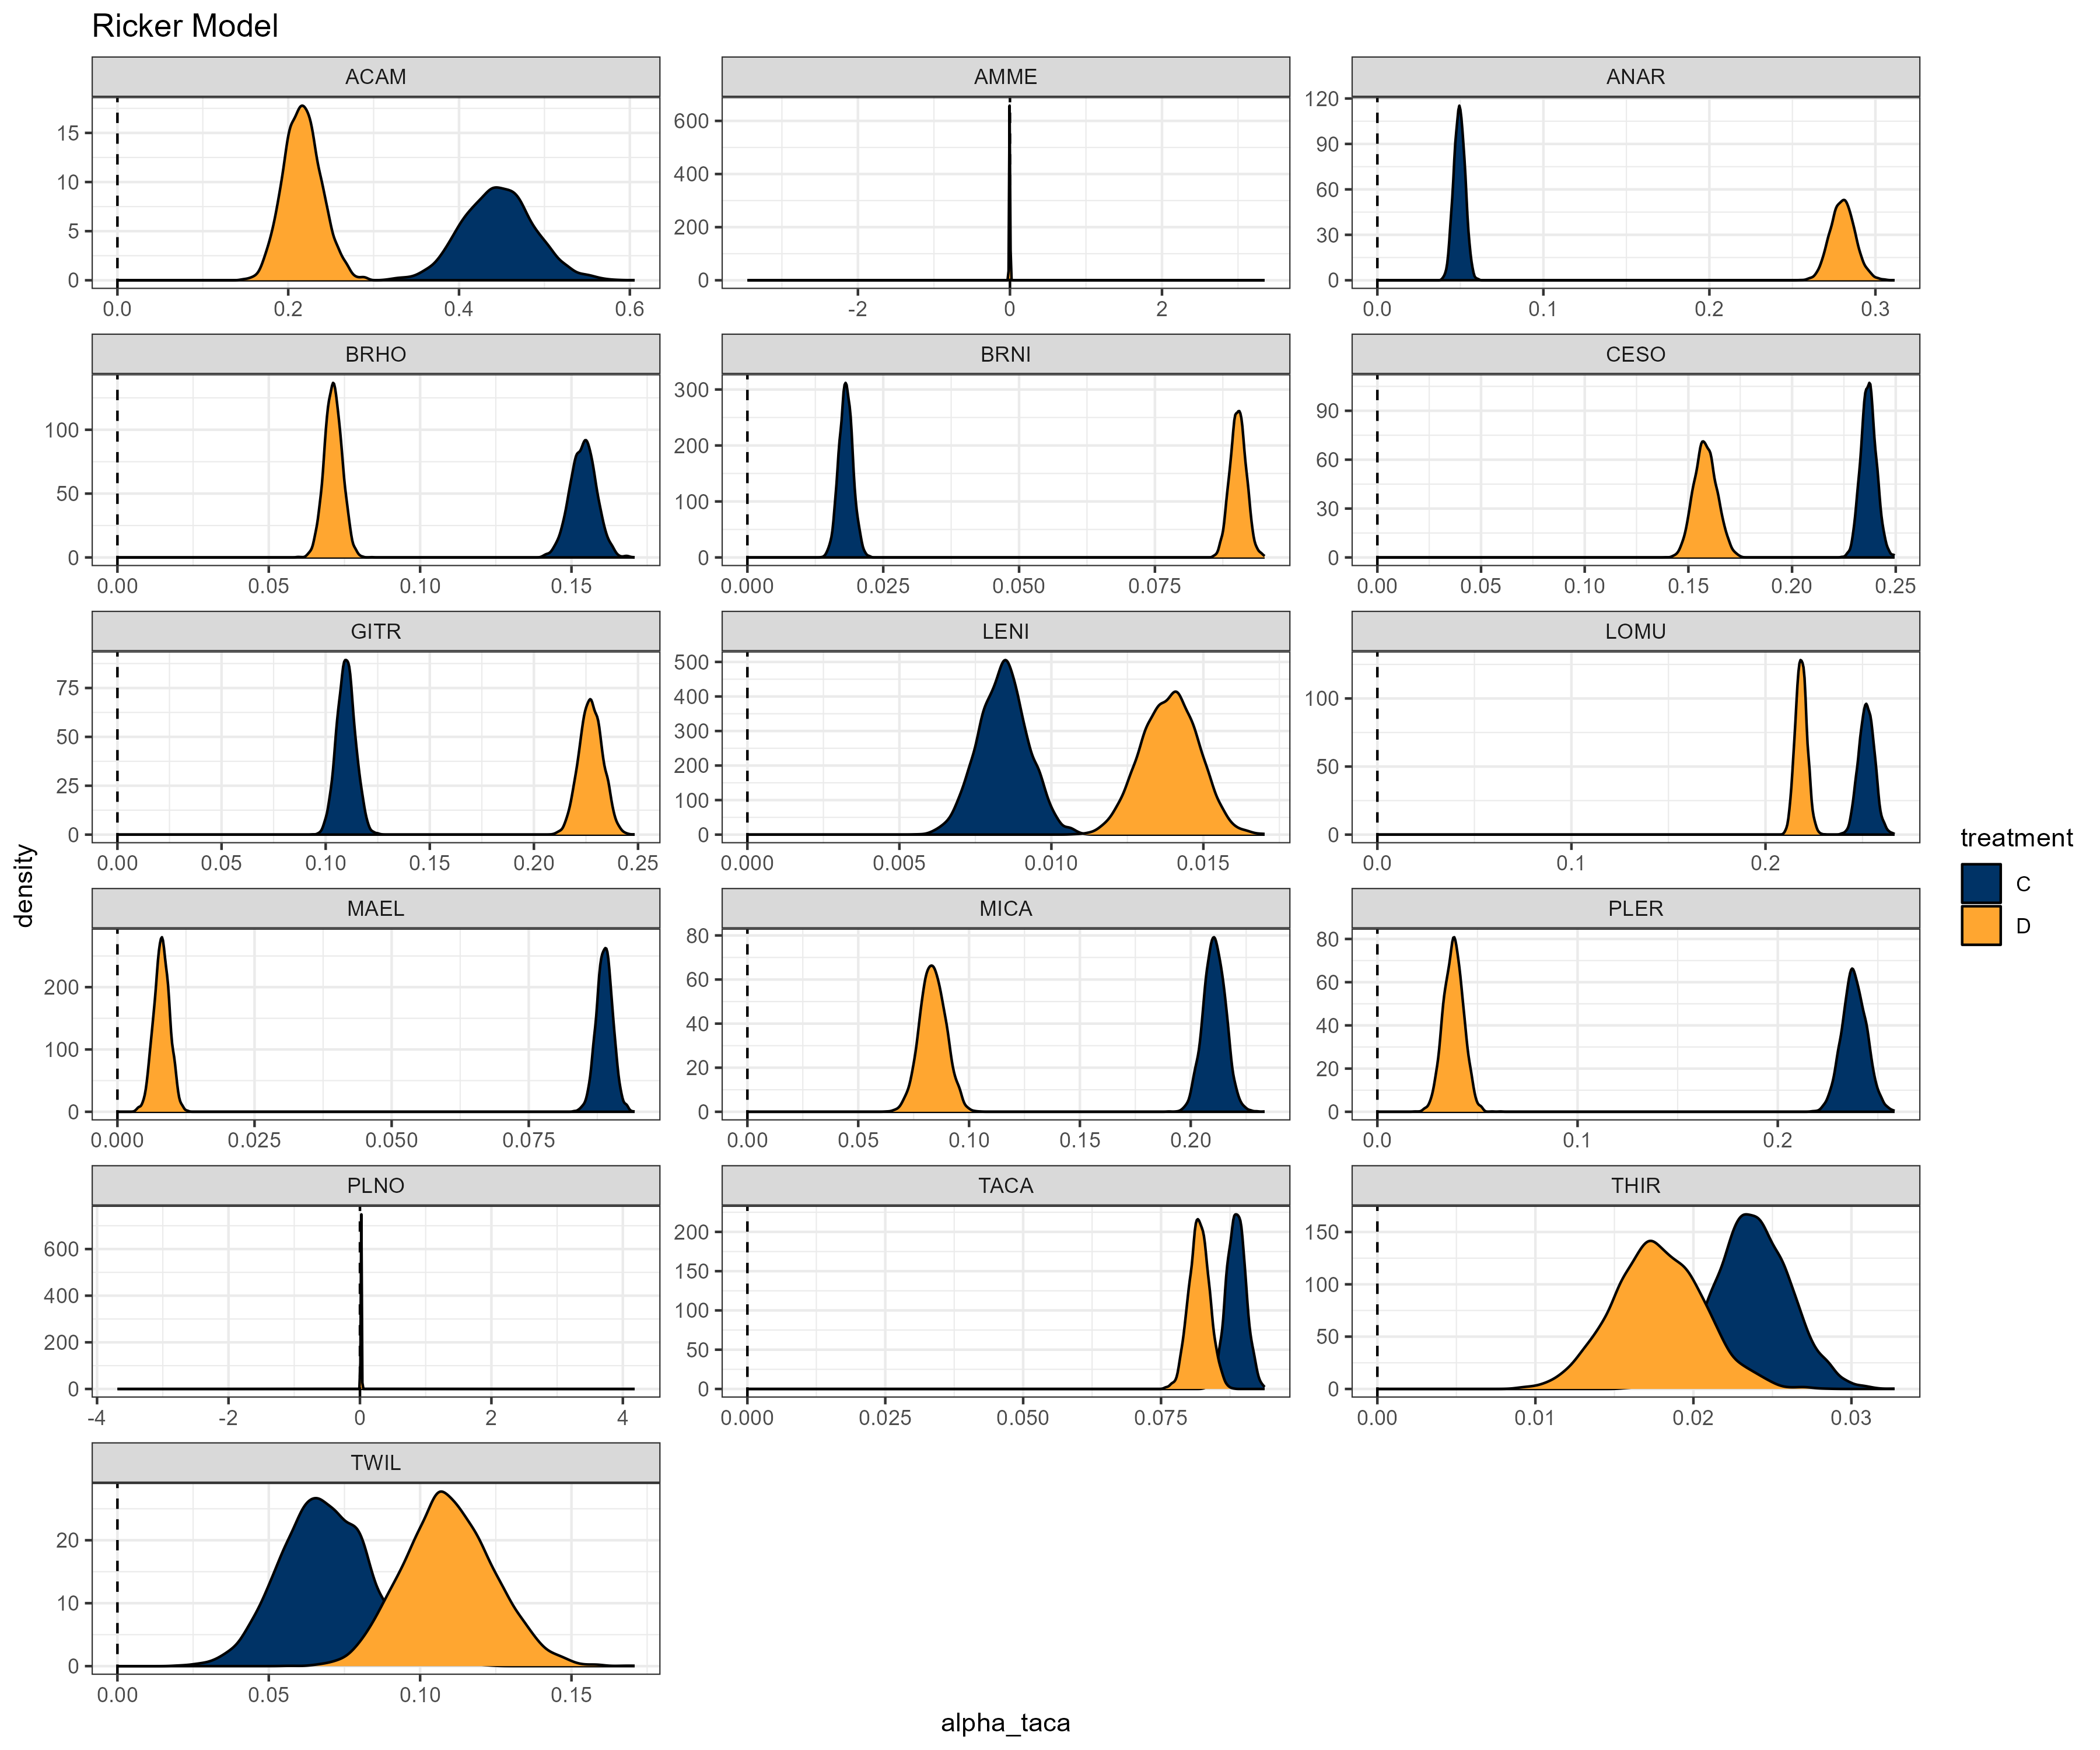 Ricker Model
ACAM AMME ANAR
15 10 5 0
600 400 200 0
120 90 60 30 0
0.0 0.2 0.4 0.6
-2 0 2
0.0 0.1 0.2 0.3
BRHO BRNI CESO
100 50 0
300 200 100 0
90 60 30 0
0.00 0.05 0.10 0.15
0.000 0.025 0.050 0.075
0.00 0.05 0.10 0.15 0.20 0.25
GITR LENI LOMU
75 50 25 0
500 400 300 200 100 0
100 50 0
0.00 0.05 0.10 0.15 0.20 0.25
0.000 0.005 0.010 0.015
0.0 0.1 0.2
MAEL MICA PLER
200 100 0
80 60 40 20 0
80 60 40 20 0
0.000 0.025 0.050 0.075
0.00 0.05 0.10 0.15 0.20
0.0 0.1 0.2
PLNO TACA THIR
600 400 200 0
200 150 100 50 0
150 100 50 0
-4 -2 0 2 4
0.000 0.025 0.050 0.075
0.00 0.01 0.02 0.03
TWIL
20 10 0
0.00 0.05 0.10 0.15
density
alpha_taca
treatment
C
D